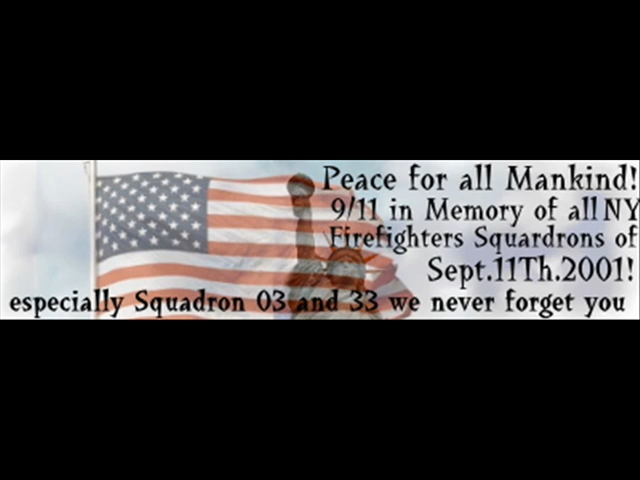 Peace for all Mankind!
9/11 in Memory of all NY
Firefighters Squardrons of
Sept.11Th.2001!
especially Squadron 03 and 33 we never forget you